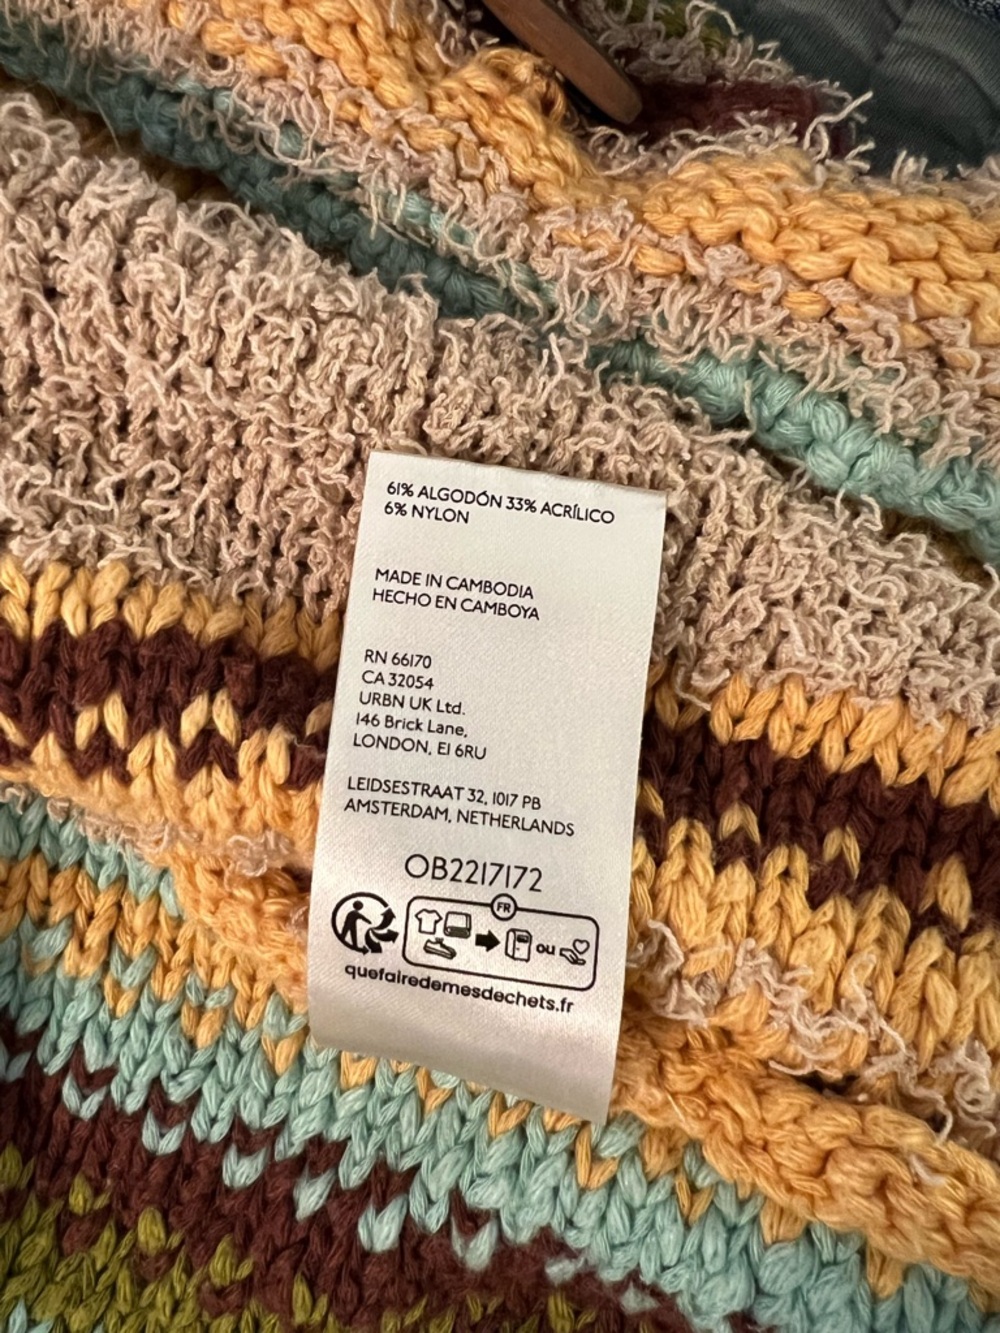 61% ALGODÓN 33% ACRÍLICO
6% NYLON
MADE IN CAMBODIA
HECHO EN CAMBOYA
RN 66170
CA 32054
URBN UK Ltd.
146 Brick Lane,
LONDON, E1 6RU
LEIDSESTRAAT 32, 1017 PB
AMSTERDAM, NETHERLANDS
OB2217172
FR
ou
quefairedemesdechets.fr